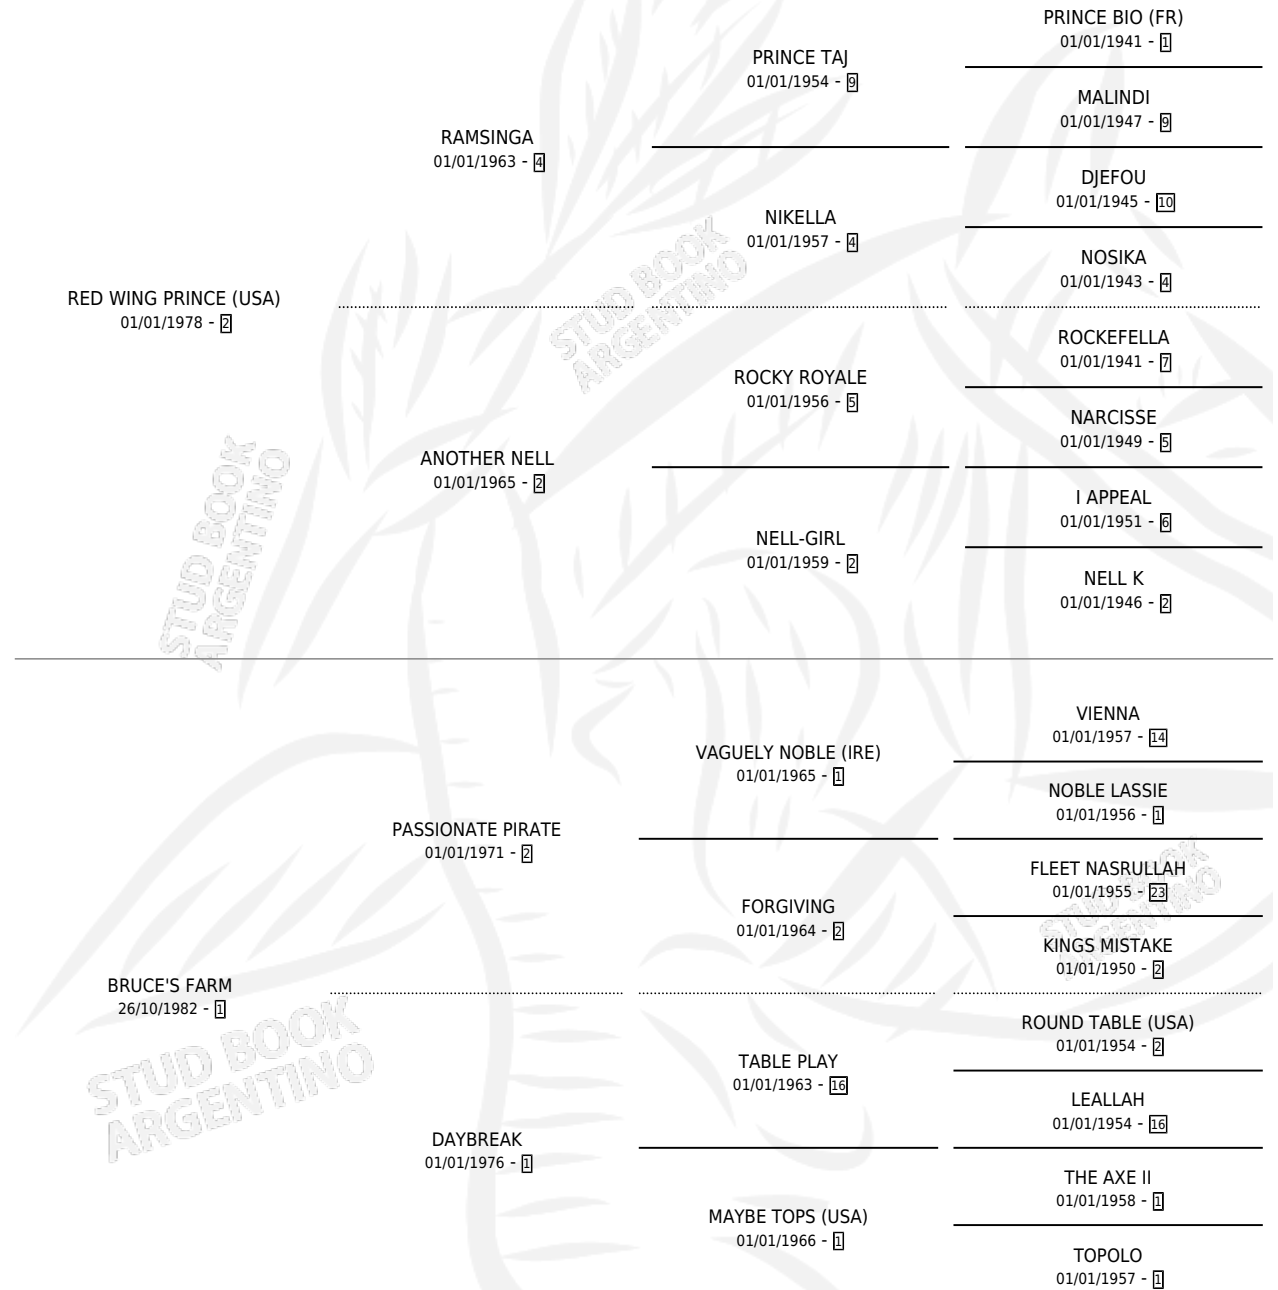 PRINCE BIO (FR)
01/01/1941 - 1
PRINCE TAJ
01/01/1954 - 9
MALINDI
01/01/1947 - 9
RAMSINGA
01/01/1963 - 4
DJEFOU
01/01/1945 - 10
NIKELLA
01/01/1957 - 4
NOSIKA
01/01/1943 - 4
RED WING PRINCE (USA)
01/01/1978 - 2
ROCKEFELLA
01/01/1941 - 7
ROCKY ROYALE
01/01/1956 - 5
NARCISSE
01/01/1949 - 5
ANOTHER NELL
01/01/1965 - 2
I APPEAL
01/01/1951 - 6
NELL-GIRL
01/01/1959 - 2
NELL K
01/01/1946 - 2
VIENNA
01/01/1957 - 14
VAGUELY NOBLE (IRE)
01/01/1965 - 1
NOBLE LASSIE
01/01/1956 - 1
PASSIONATE PIRATE
01/01/1971 - 2
FLEET NASRULLAH
01/01/1955 - 23
FORGIVING
01/01/1964 - 2
KINGS MISTAKE
01/01/1950 - 2
BRUCE'S FARM
26/10/1982 - 1
ROUND TABLE (USA)
01/01/1954 - 2
TABLE PLAY
01/01/1963 - 16
LEALLAH
01/01/1954 - 16
DAYBREAK
01/01/1976 - 1
THE AXE II
01/01/1958 - 1
MAYBE TOPS (USA)
01/01/1966 - 1
TOPOLO
01/01/1957 - 1
STUD BOOK
ARGENTINO
STUD BOOK
ARGENTINO
STUD BOOK
ARGENTINO
STUD BOOK
ARGENTINO